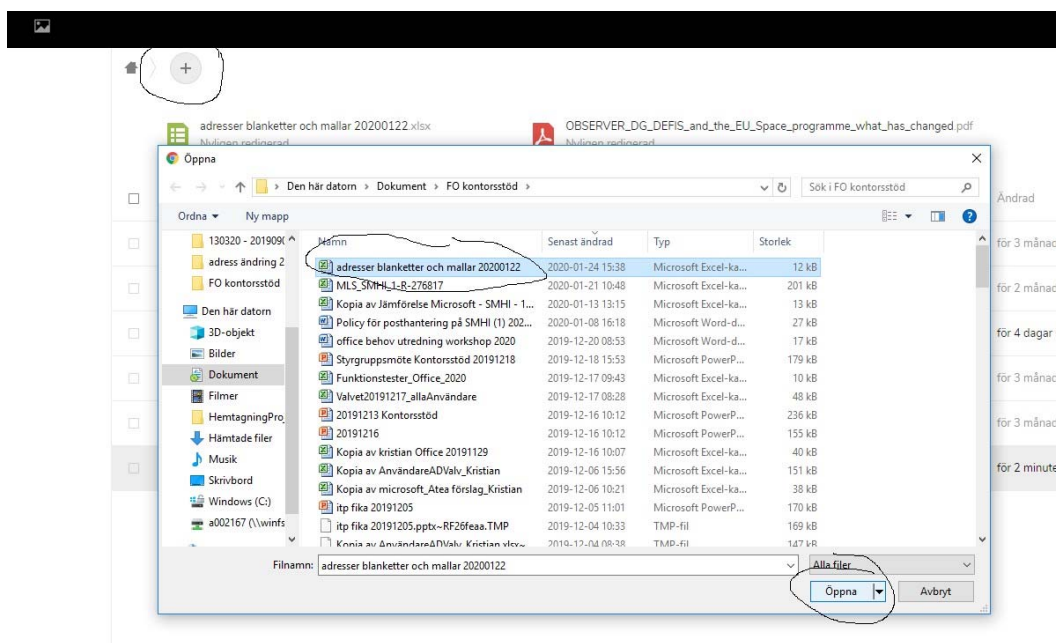 +
adresser blanketter och mallar 20200122.xlsx
Nyligen redigerad
OBSERVER_DG_DEFIS_and_the_EU_Space_programme_what_has_changed.pdf
Nyligen redigerad
Öppna
Den här datorn > Dokument > FO kontorsstöd >
Sök i FO kontorsstöd
Ändrad
Ordna
Ny mapp
130320 - 201909(
adress ändring 2
FO kontorsstöd
Den här datorn
3D-objekt
Bilder
Dokument
Filmer
HemtagningProj
Hämtade filer
Musik
Skrivbord
Windows (C:)
a002167 (\\winfs
Namn Senast ändrad Typ Storlek
adresser blanketter och mallar 20200122 2020-01-24 15:38 Microsoft Excel-ka... 12 kB
MLS_SMHI_1-R-276817 2020-01-21 10:48 Microsoft Excel-ka... 201 kB
Kopia av Jämförelse Microsoft - SMHI - 1... 2020-01-13 13:15 Microsoft Excel-ka... 13 kB
Policy för posthantering på SMHI (1) 202... 2020-01-08 16:18 Microsoft Word-d... 27 kB
office behov utredning workshop 2020 2019-12-20 08:53 Microsoft Word-d... 17 kB
Styrgruppsmöte Kontorsstöd 20191218 2019-12-18 15:53 Microsoft PowerP... 179 kB
Funktionstester_Office_2020 2019-12-17 09:43 Microsoft Excel-ka... 10 kB
Valvet20191217_allaAnvändare 2019-12-17 08:28 Microsoft Excel-ka... 48 kB
20191213 Kontorsstöd 2019-12-16 10:12 Microsoft PowerP... 236 kB
20191216 2019-12-16 10:12 Microsoft PowerP... 155 kB
Kopia av kristian Office 20191129 2019-12-16 10:07 Microsoft Excel-ka... 40 kB
Kopia av AnvändareADValv_Kristian 2019-12-06 15:56 Microsoft Excel-ka... 151 kB
Kopia av microsoft_Atea förslag_Kristian 2019-12-06 10:21 Microsoft Excel-ka... 38 kB
itp fika 20191205 2019-12-05 11:01 Microsoft PowerP... 170 kB
itp fika 20191205.pptx~RF26feaa.TMP 2019-12-04 10:33 TMP-fil 169 kB
Kopia av AnvändareADValv_Kristian.xlsx~ 2019-12-04 08:38 TMP-fil 147 kB
för 3 månad
för 2 månad
för 4 dagar
för 3 månad
för 3 månad
för 2 minute
Filnamn: adresser blanketter och mallar 20200122
Alla filer
Öppna
Avbryt